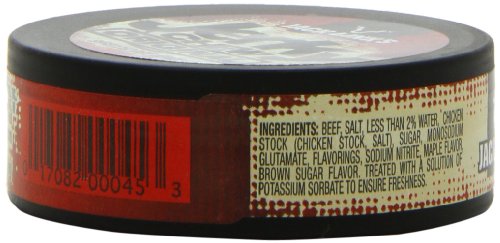 INGREDIENTS: BEEF, SALT, LESS THAN 2% WATER, CHICKEN
STOCK (CHICKEN STOCK, SALT), SUGAR, MONOSODIUM
GLUTAMATE, FLAVORINGS, SODIUM NITRITE, MAPLE FLAVOR,
BROWN SUGAR FLAVOR. TREATED WITH A SOLUTION OF
POTASSIUM SORBATE TO ENSURE FRESHNESS.
17082 00045 3
JAC